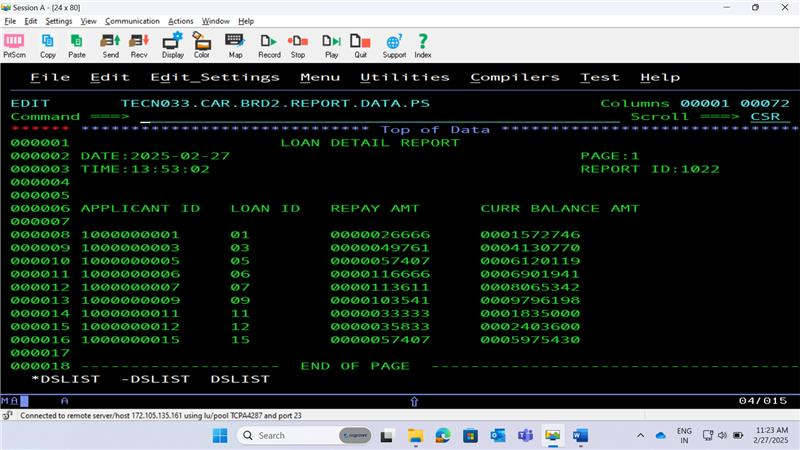 Session A - [24 x 80]
File Edit Settings View Communication Actions Window Help
PrtScrn Copy Paste Send Recv Display Color Map Record Stop Play Quit Support Index
File Edit Edit_Settings Menu Utilities Compilers Test Help
EDIT TECN033.CAR.BRD2.REPORT.DATA.PS Columns 00001 00072
Command ===> Scroll ===> CSR
****** *************************** Top of Data ****************************
000001 LOAN DETAIL REPORT
000002 DATE:2025-02-27 PAGE:1
000003 TIME:13:53:02 REPORT ID:1022
000004
000005
000006 APPLICANT ID LOAN ID REPAY AMT CURR BALANCE AMT
000007
000008 1000000001 01 0000026666 0001572746
000009 1000000003 03 0000049761 0004130770
000010 1000000005 05 0000057407 0006120119
000011 1000000006 06 0000116666 0006901941
000012 1000000007 07 0000113611 0008065342
000013 1000000009 09 0000103541 0009796198
000014 1000000011 11 0000033333 0001835000
000015 1000000012 12 0000035833 0002403600
000016 1000000015 15 0000057407 0005975430
000017
000018 ----------------------- END OF PAGE -------------------------------------
*DSLIST -DSLIST DSLIST
MA A 04/015
Connected to remote server/host 172.105.135.161 using lu/pool TCPA4287 and port 23
Search
ENG
IN
11:23 AM
2/27/2025